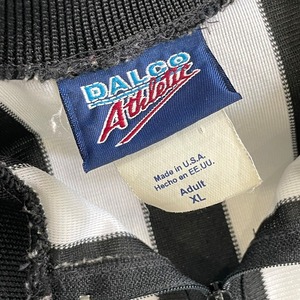 DALCO
Athletic
Made in U.S.A.
Hecho en EE.UU.
Adult
XL